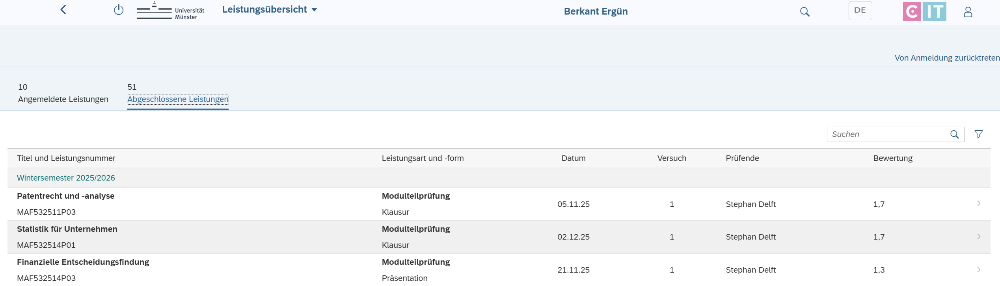 Universität
Münster
Leistungsübersicht
Berkant Ergün
DE
CIT
Von Anmeldung zurücktreten
10
Angemeldete Leistungen
51
Abgeschlossene Leistungen
Suchen
Titel und Leistungsnummer Leistungsart und -form Datum Versuch Prüfende Bewertung
Wintersemester 2025/2026
Patentrecht und -analyse Modulteilprüfung
05.11.25 1 Stephan Delft 1,7
MAF532511P03 Klausur
Statistik für Unternehmen Modulteilprüfung
02.12.25 1 Stephan Delft 1,7
MAF532514P01 Klausur
Finanzielle Entscheidungsfindung Modulteilprüfung
21.11.25 1 Stephan Delft 1,3
MAF532514P03 Präsentation